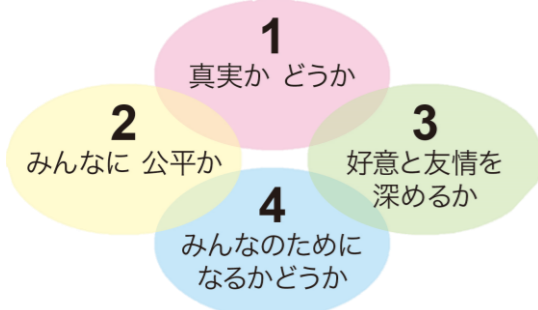 1
真実か どうか
2
みんなに 公平か
3
好意と友情を
深めるか
4
みんなのために
なるかどうか